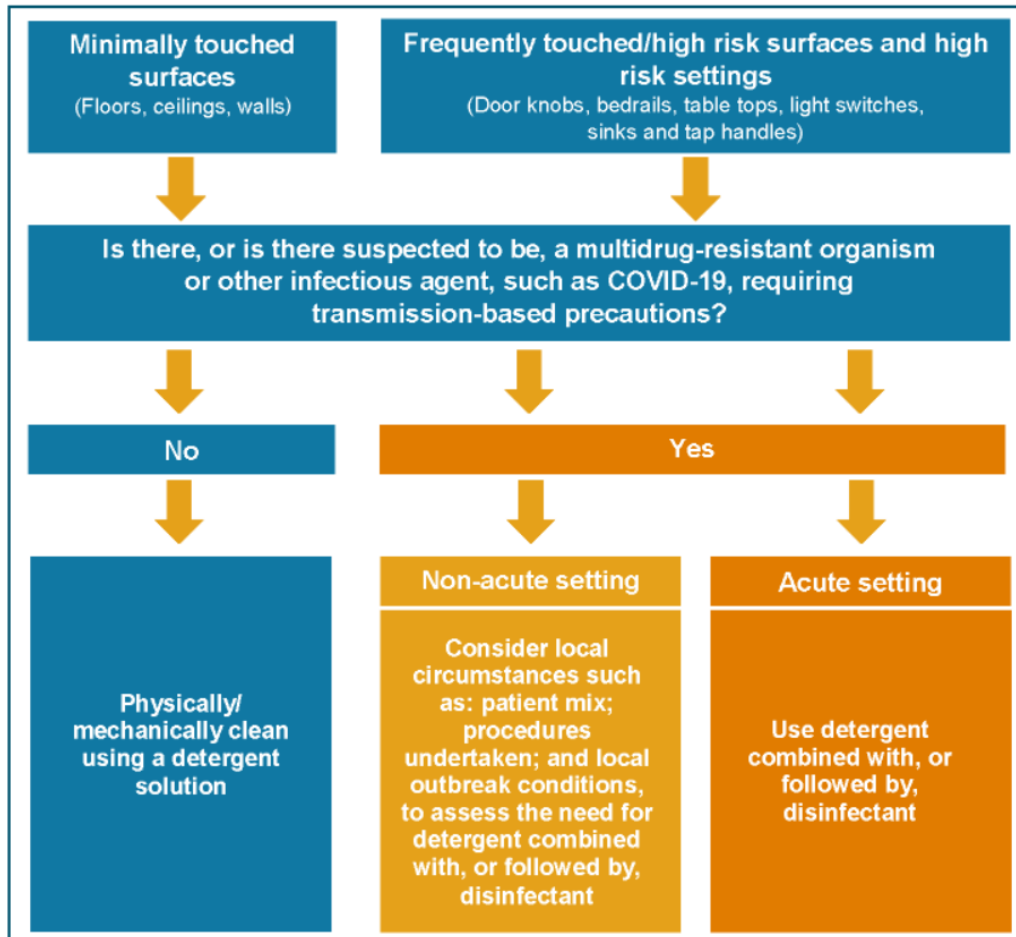 Minimally touched
surfaces
(Floors, ceilings, walls)
Frequently touched/high risk surfaces and high
risk settings
(Door knobs, bedrails, table tops, light switches,
sinks and tap handles)
Is there, or is there suspected to be, a multidrug-resistant organism
or other infectious agent, such as COVID-19, requiring
transmission-based precautions?
No
Yes
Physically/
mechanically clean
using a detergent
solution
Non-acute setting
Consider local
circumstances such
as: patient mix;
procedures
undertaken; and local
outbreak conditions,
to assess the need for
detergent combined
with, or followed by,
disinfectant
Acute setting
Use detergent
combined with, or
followed by,
disinfectant